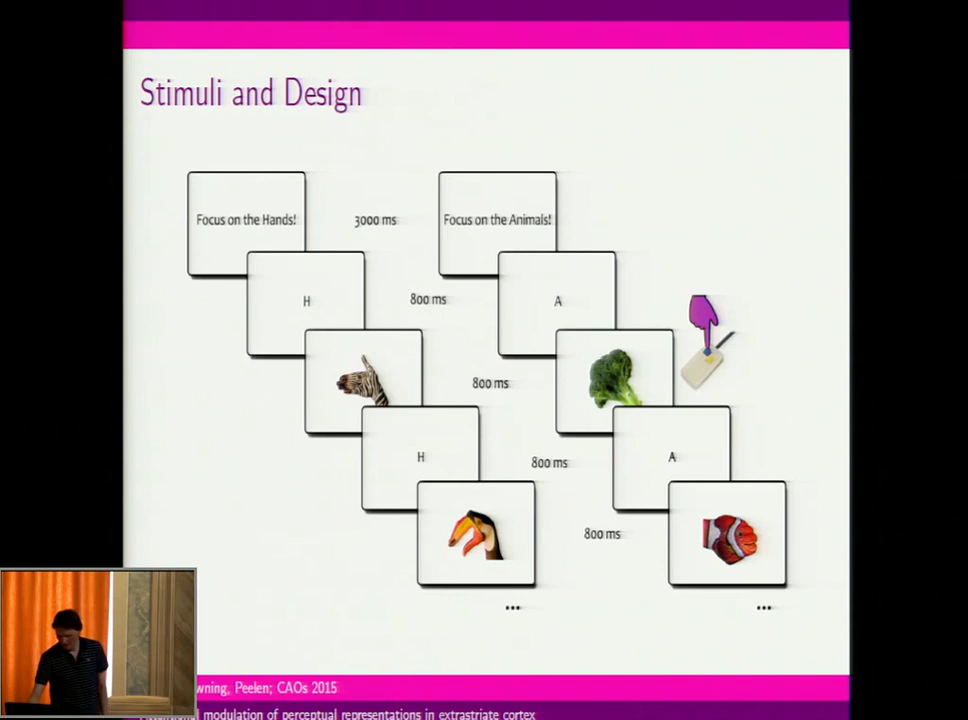 Stimuli and Design
Focus on the Hands!
3000 ms
Focus on the Animals!
H
800 ms
A
800 ms
H
800 ms
A
800 ms
...
...
Peelen; CAOs 2015
modulation of perceptual representations in extrastriate cortex